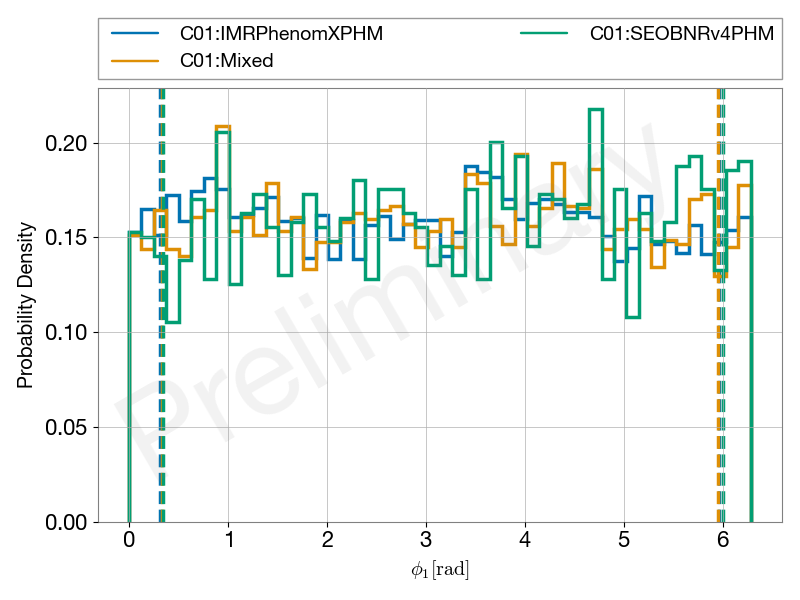 C01:IMRPhenomXPHM
C01:Mixed
C01:SEOBNRv4PHM
Probability Density
0.20
0.15
0.10
0.05
0.00
Preliminary
0 1 2 3 4 5 6
ϕ₁[rad]